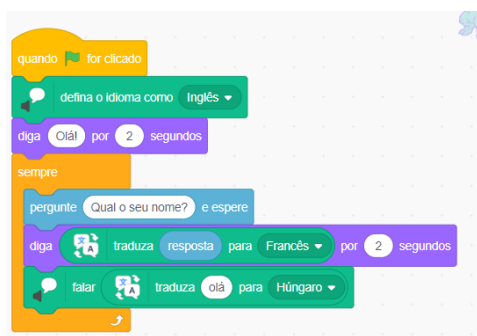 quando for clicado
defina o idioma como Inglês
diga Olá! por 2 segundos
sempre
pergunte Qual o seu nome? e espere
diga traduza resposta para Francês por 2 segundos
falar traduza olá para Húngaro